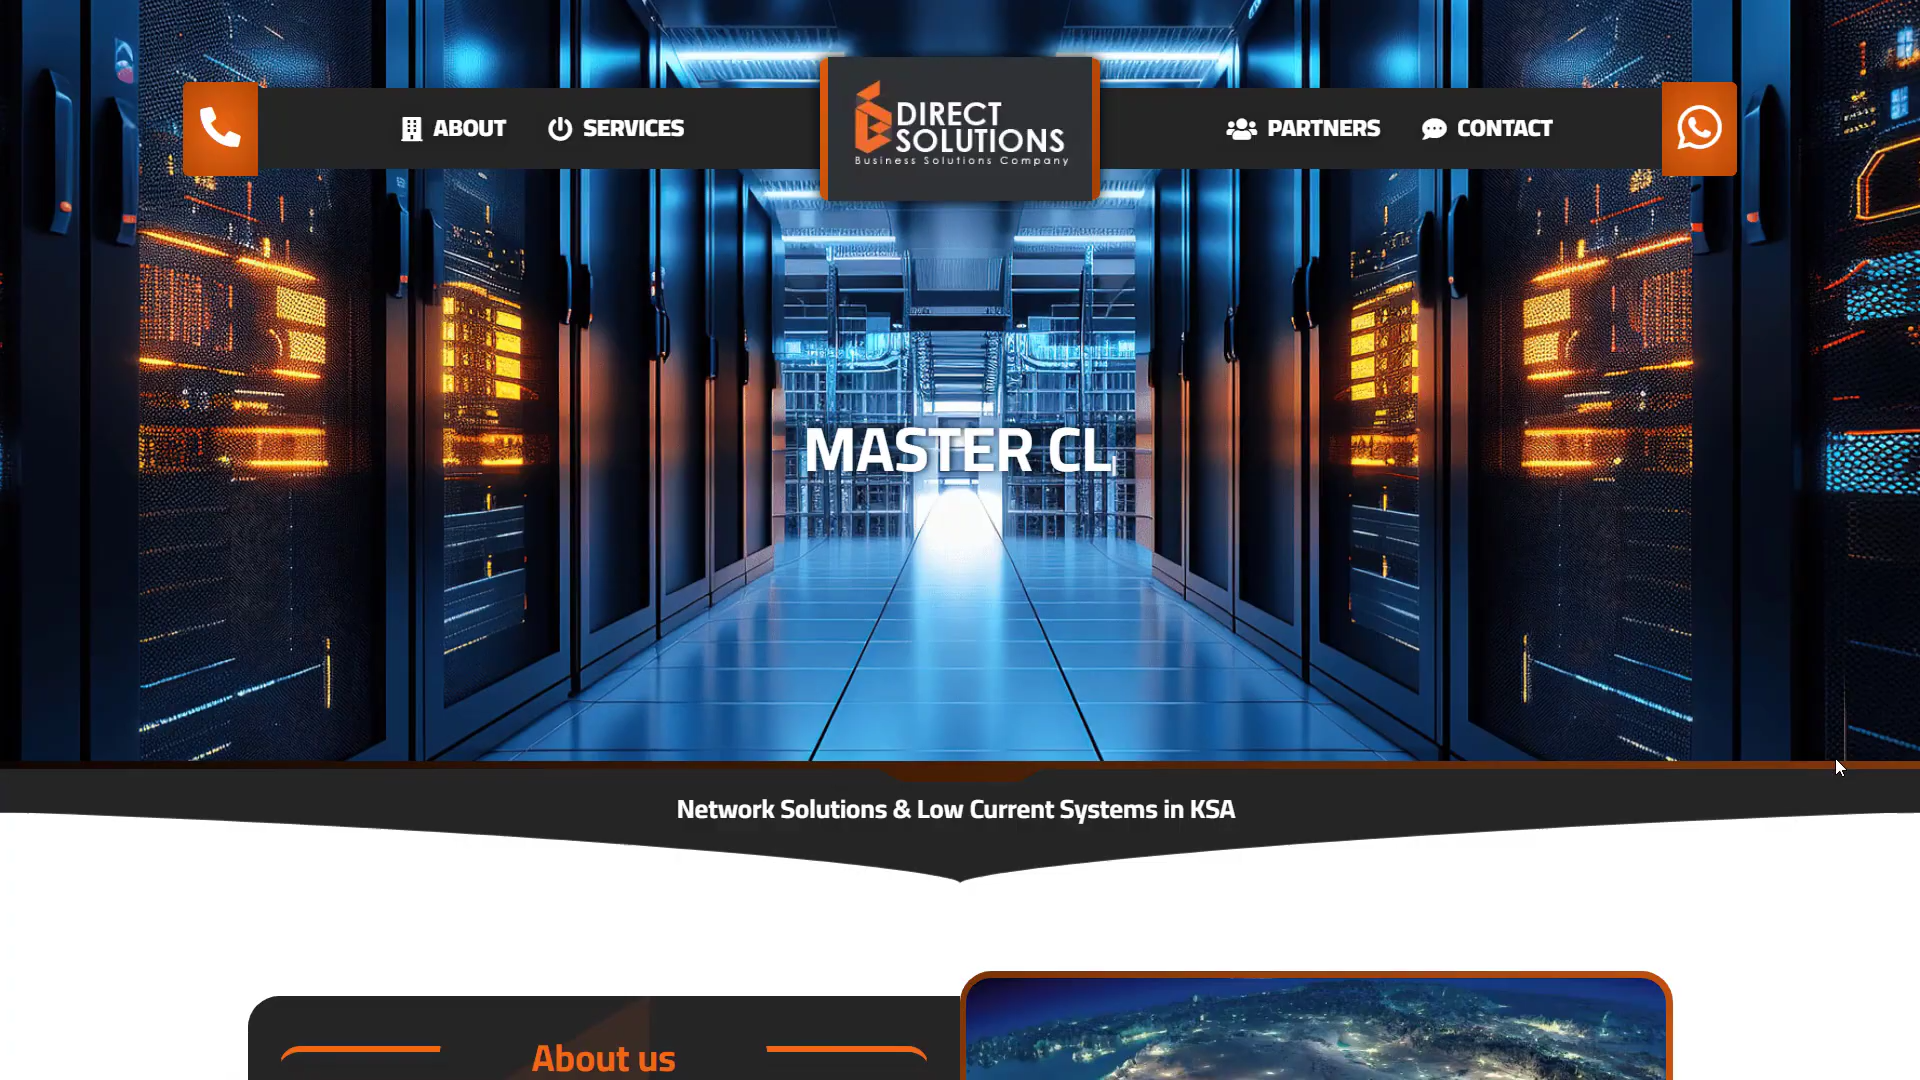 ABOUT
SERVICES
DIRECT
SOLUTIONS
Business Solutions Company
PARTNERS
CONTACT
MASTER CL
Network Solutions & Low Current Systems in KSA
About us